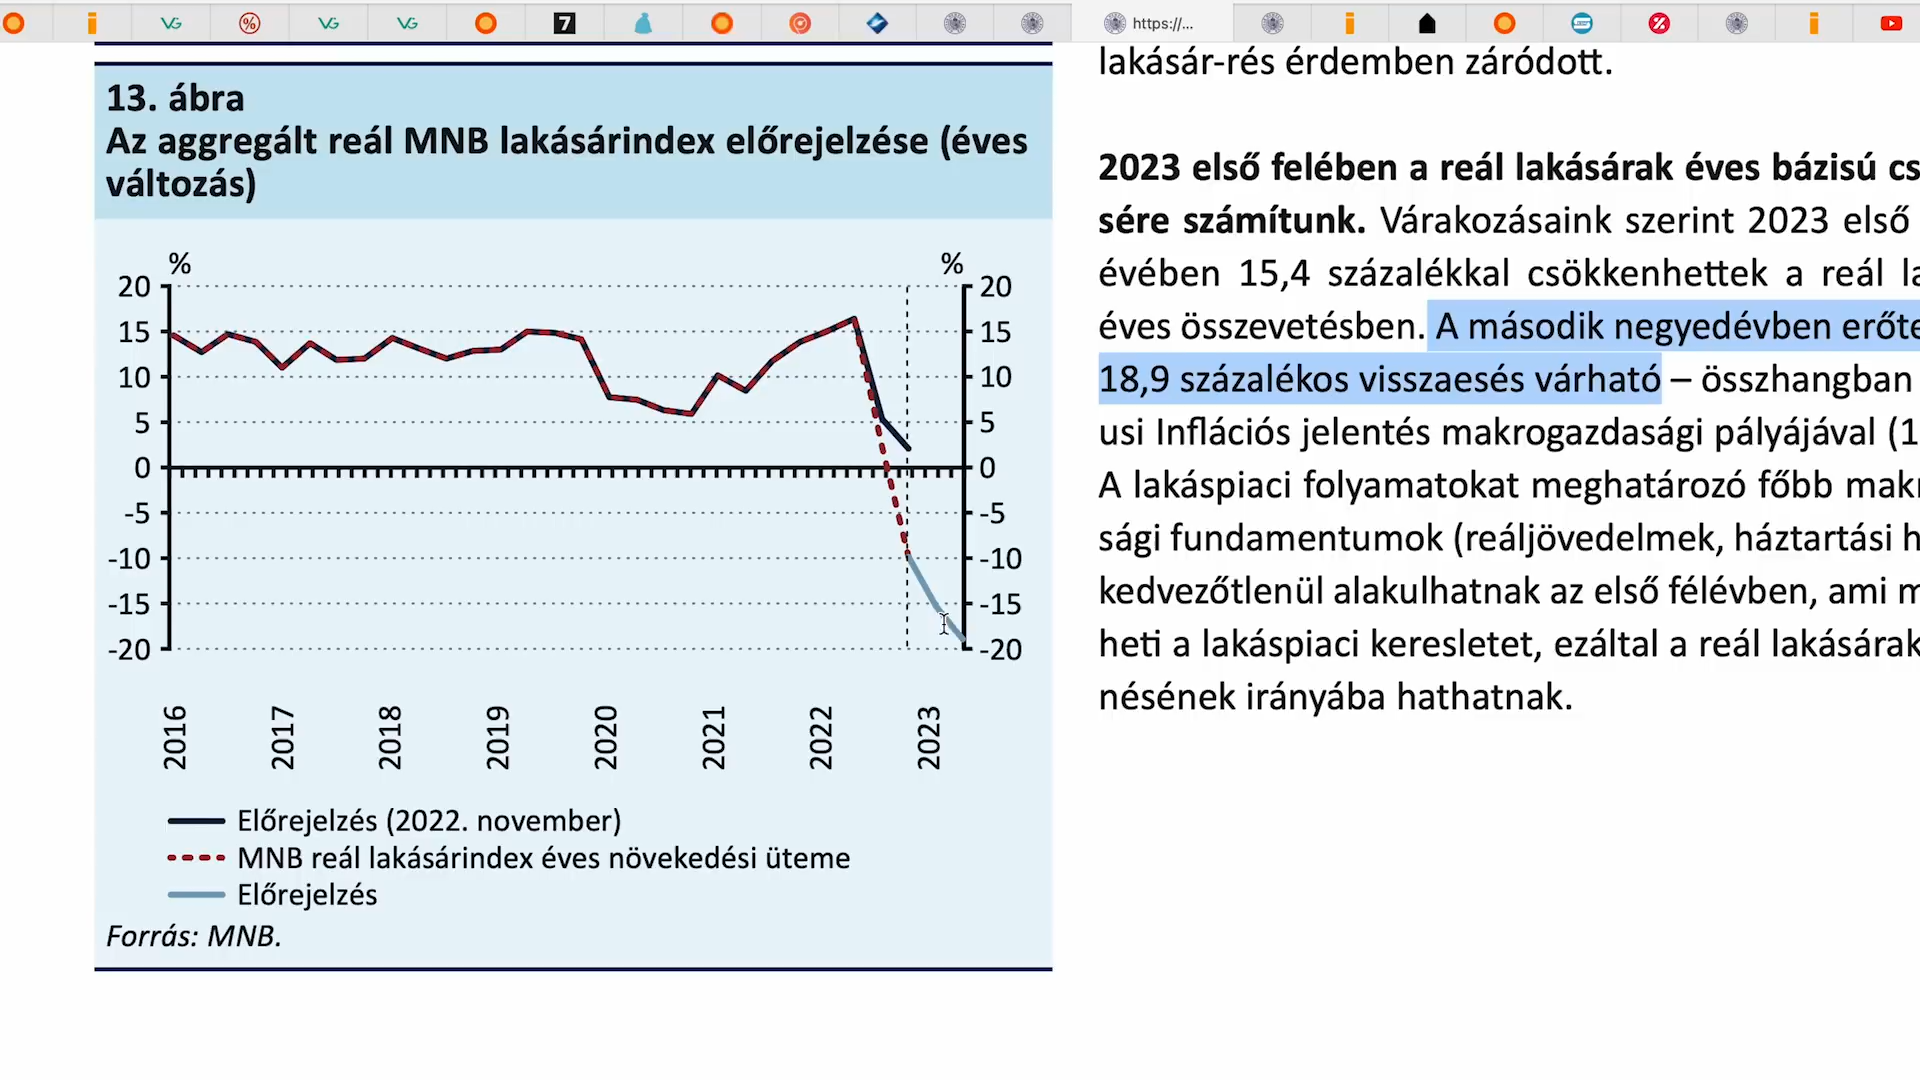 https://...
13. ábra
Az aggregált reál MNB lakásárindex előrejelzése (éves
változás)
% %
20 20
15 15
10 10
5 5
0 0
-5 -5
-10 -10
-15 -15
-20 -20
2016 2017 2018 2019 2020 2021 2022 2023
Előrejelzés (2022. november)
MNB reál lakásárindex éves növekedési üteme
Előrejelzés
Forrás: MNB.
lakásár-rés érdemben záródott.
2023 első felében a reál lakásárak éves bázisú cs
sére számítunk. Várakozásaink szerint 2023 első
évében 15,4 százalékkal csökkenhettek a reál la
éves összevetésben. A második negyedévben erőte
18,9 százalékos visszaesés várható – összhangban
usi Inflációs jelentés makrogazdasági pályájával (1
A lakáspiaci folyamatokat meghatározó főbb makr
sági fundamentumok (reáljövedelmek, háztartási h
kedvezőtlenül alakulhatnak az első félévben, ami m
heti a lakáspiaci keresletet, ezáltal a reál lakásárak
nésének irányába hathatnak.